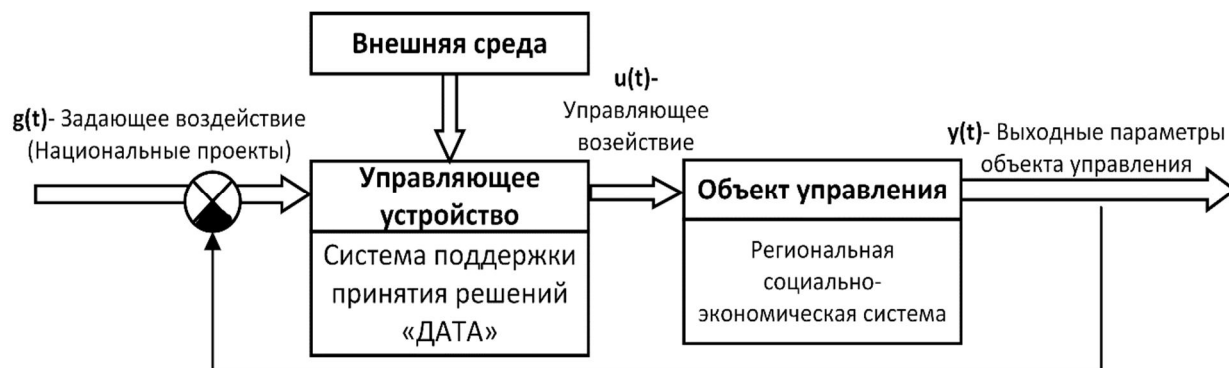 Внешняя среда
g(t)- Задающее воздействие
(Национальные проекты)
u(t)-
Управляющее
возействие
y(t)- Выходные параметры
объекта управления
Управляющее
устройство
Система поддержки
принятия решений
«ДАТА»
Объект управления
Региональная
социально-
экономическая система